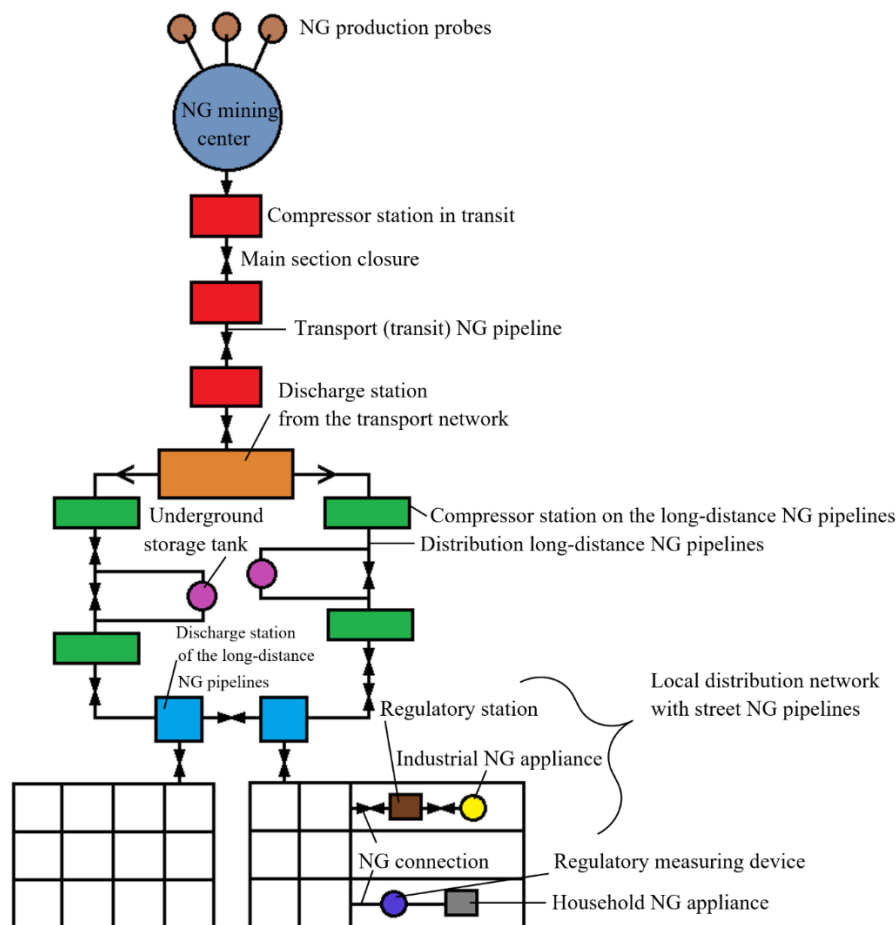 NG production probes
NG mining
center
Compressor station in transit
Main section closure
Transport (transit) NG pipeline
Discharge station
from the transport network
Underground
storage tank
Compressor station on the long-distance NG pipelines
Distribution long-distance NG pipelines
Discharge station
of the long-distance
NG pipelines
Local distribution network
with street NG pipelines
Regulatory station
Industrial NG appliance
NG connection
Regulatory measuring device
Household NG appliance